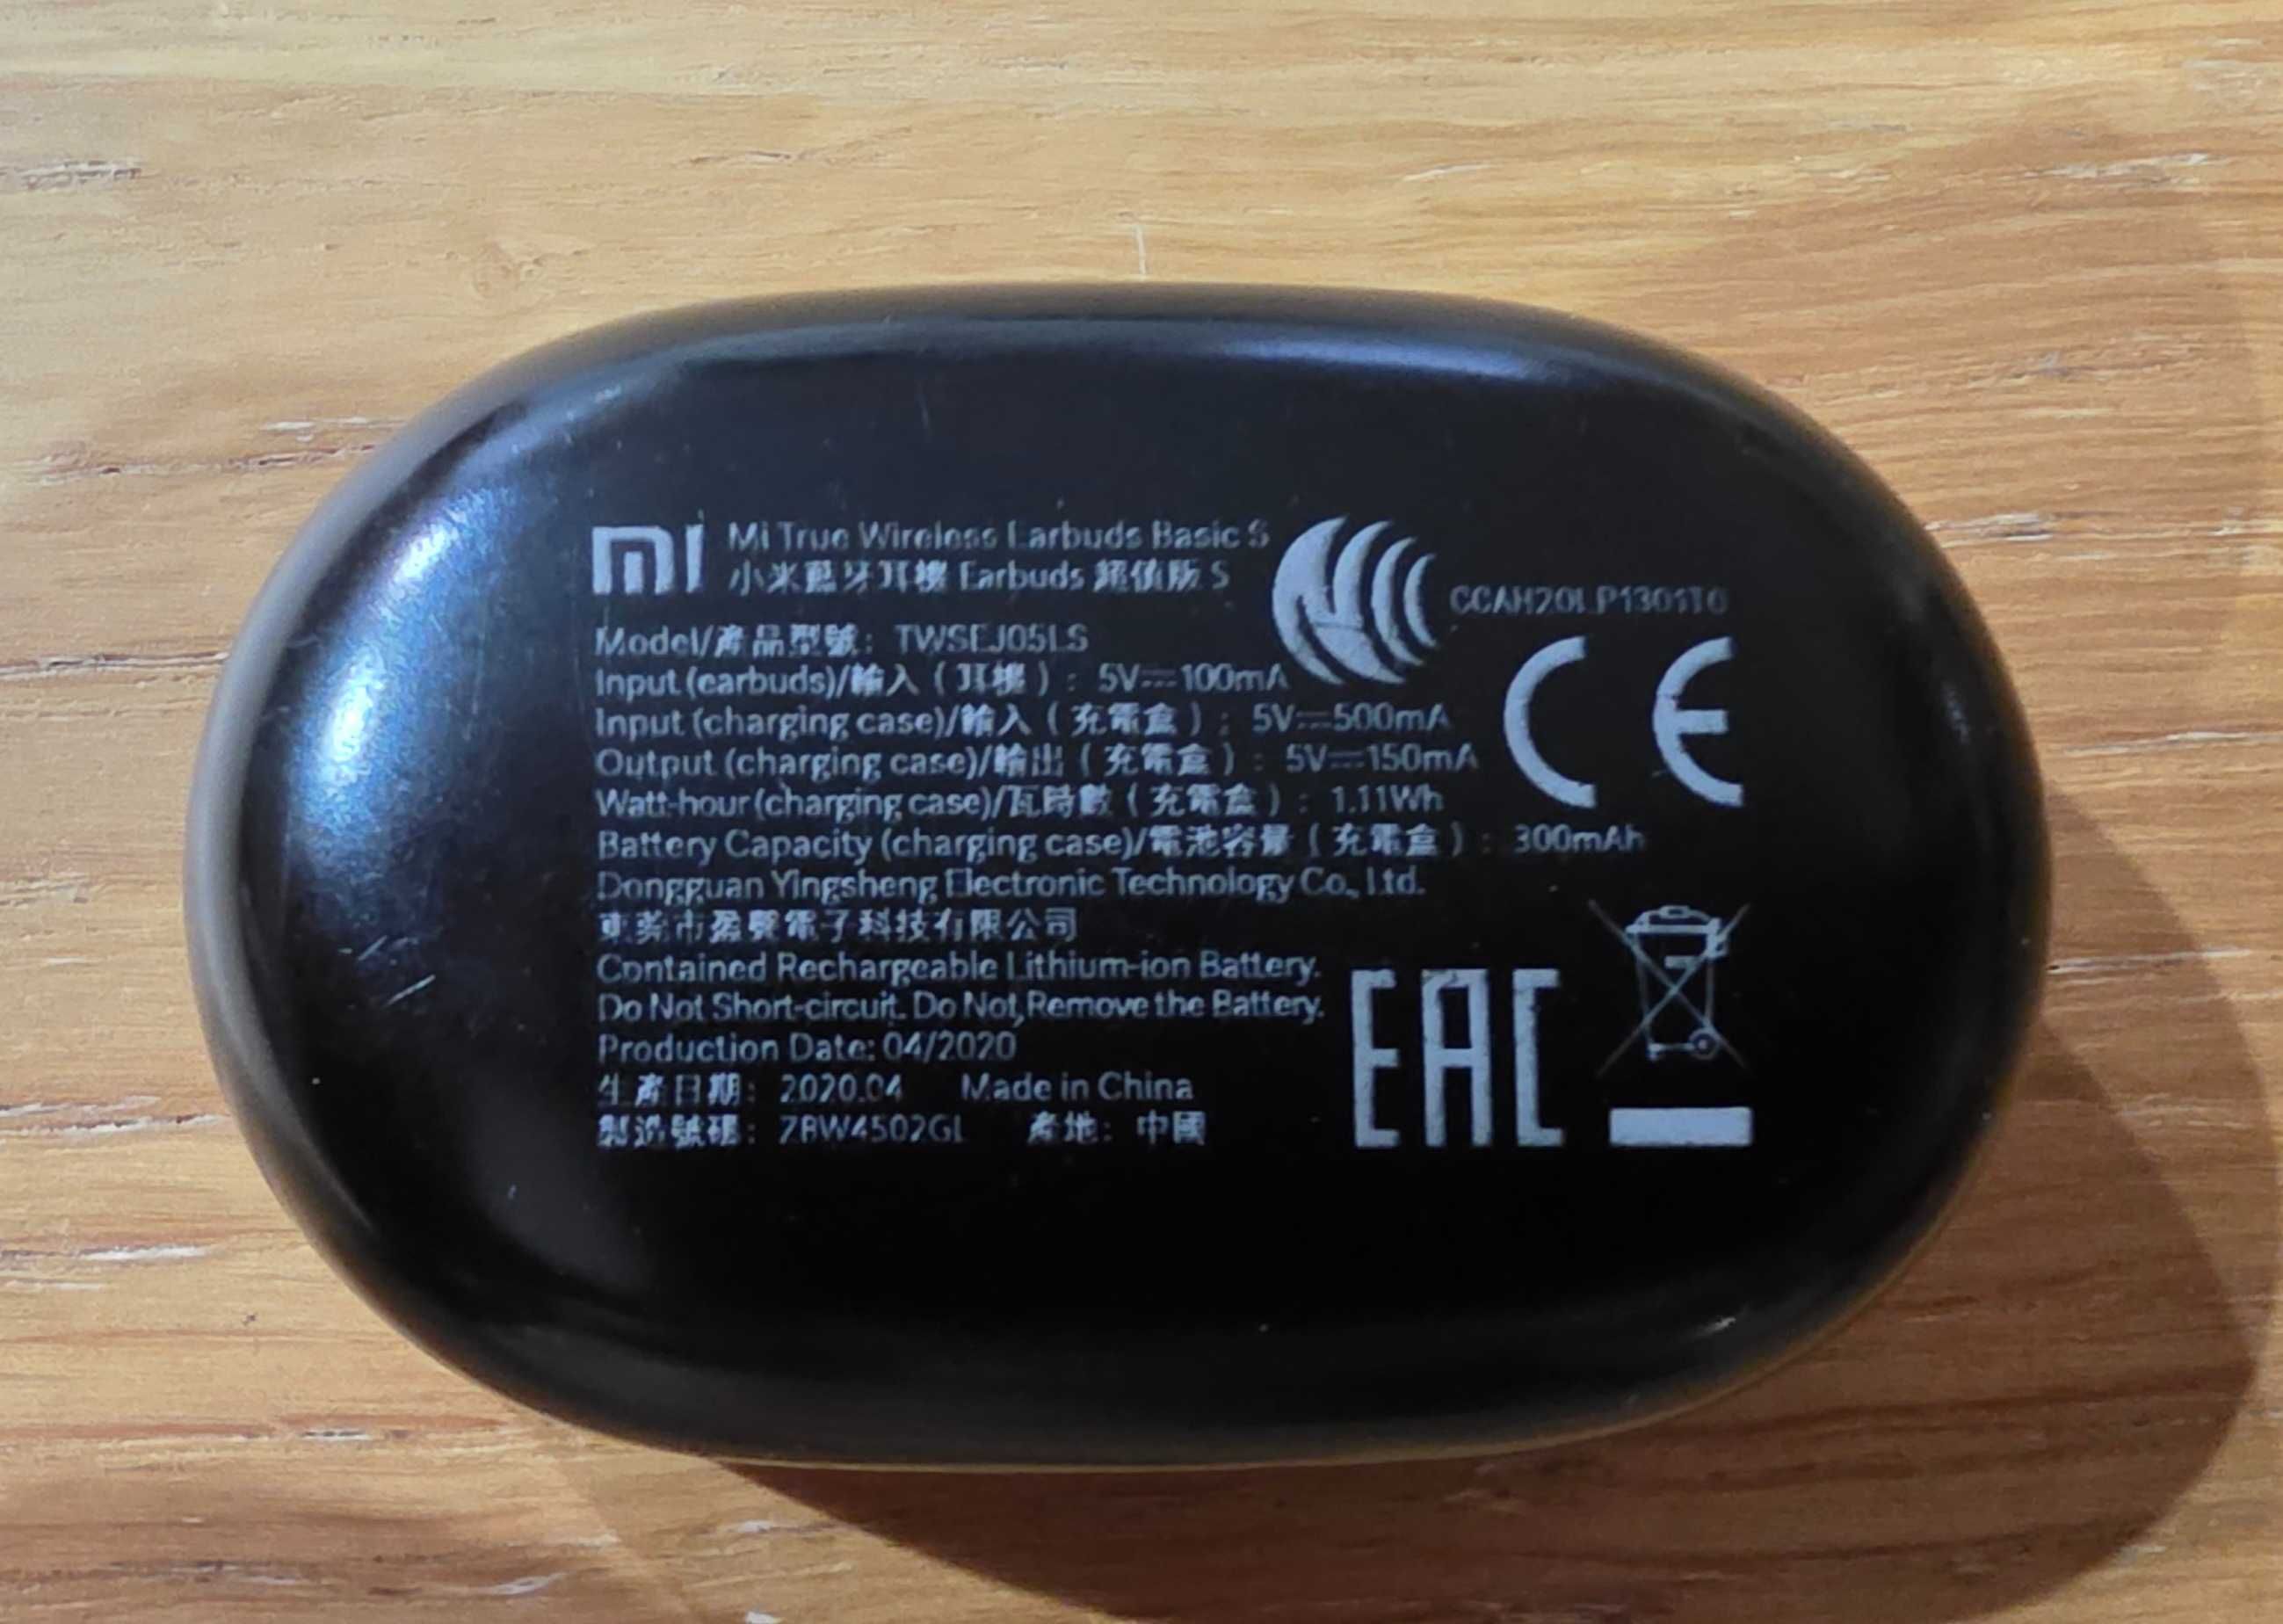 mi Mi True Wireless Earbuds Basic S
小米藍牙耳機 Earbuds 超值版 S
CCAH20LP1301T0
Model/產品型號： TWSEJ05LS
Input (earbuds)/輸入（耳機）： 5V⎓100mA
Input (charging case)/輸入（充電盒）： 5V⎓500mA
Output (charging case)/輸出（充電盒）： 5V⎓150mA
Watt-hour (charging case)/瓦時數（充電盒）： 1.11Wh
Battery Capacity (charging case)/電池容量（充電盒）： 300mAh
CE
Dongguan Yingsheng Electronic Technology Co., Ltd.
東莞市盈聲電子科技有限公司
Contained Rechargeable Lithium-ion Battery.
Do Not Short-circuit. Do Not Remove the Battery.
Production Date: 04/2020
生產日期： 2020.04 Made in China
製造號碼： ZBW4502GL 產地： 中國
EAC